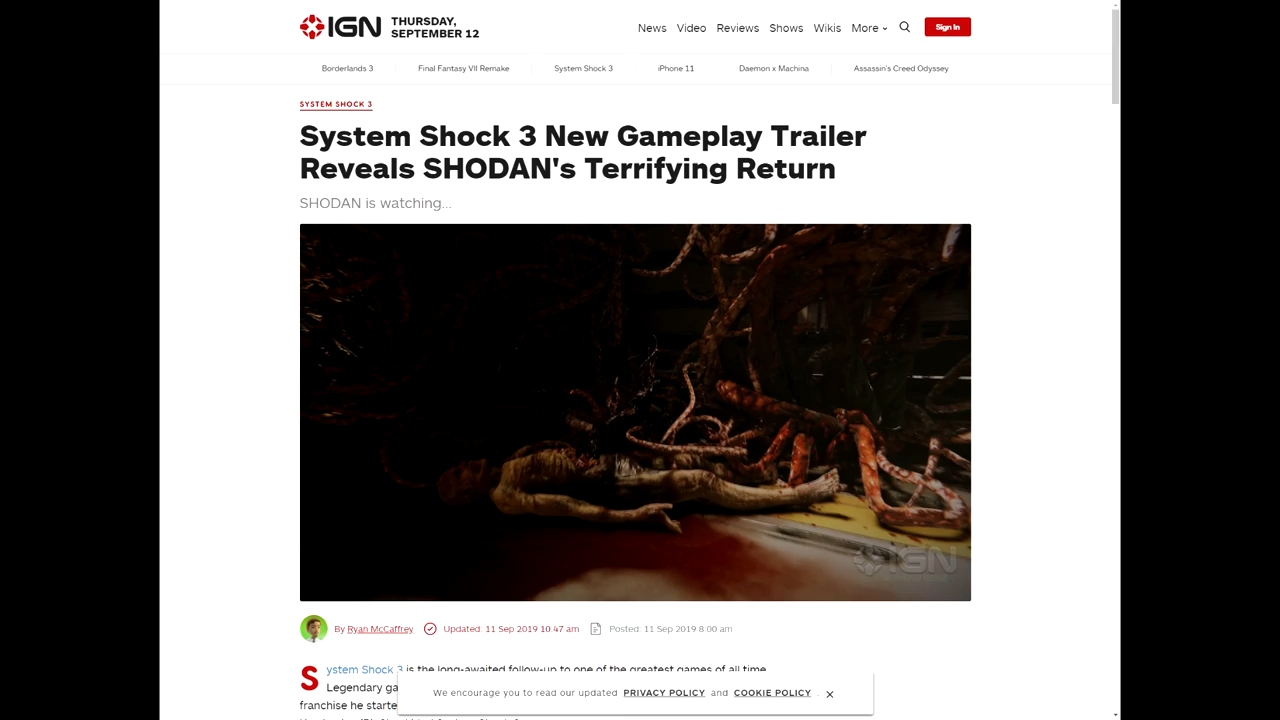 IGN
THURSDAY,
SEPTEMBER 12
News Video Reviews Shows Wikis More Sign In
Borderlands 3 Final Fantasy VII Remake System Shock 3 iPhone 11 Daemon x Machina Assassin's Creed Odyssey
SYSTEM SHOCK 3
System Shock 3 New Gameplay Trailer
Reveals SHODAN's Terrifying Return
SHODAN is watching...
IGN
By Ryan McCaffrey Updated: 11 Sep 2019 10:47 am Posted: 11 Sep 2019 8:00 am
System Shock 3 is the long-awaited follow-up to one of the greatest games of all time.
Legendary ga
franchise he starte
We encourage you to read our updated PRIVACY POLICY and COOKIE POLICY .